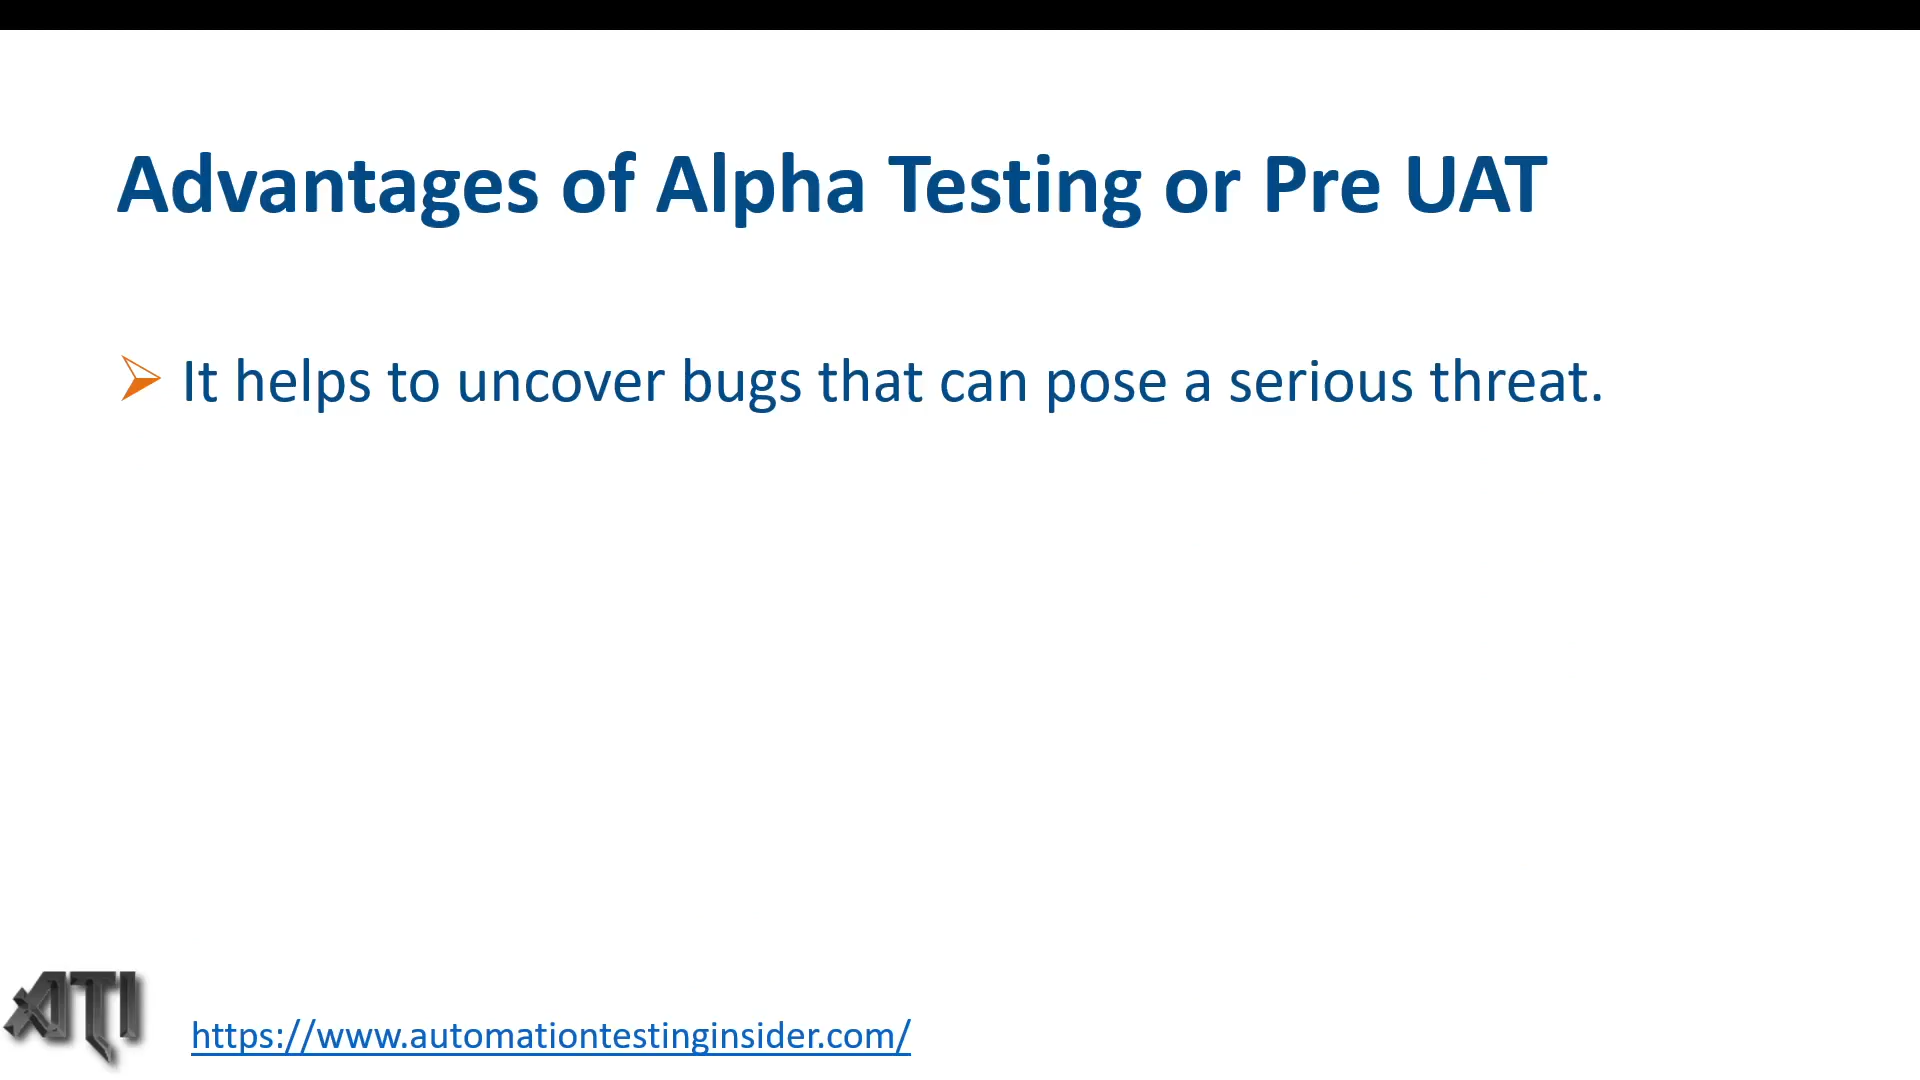 Advantages of Alpha Testing or Pre UAT
It helps to uncover bugs that can pose a serious threat.
ATI
https://www.automationtestinginsider.com/